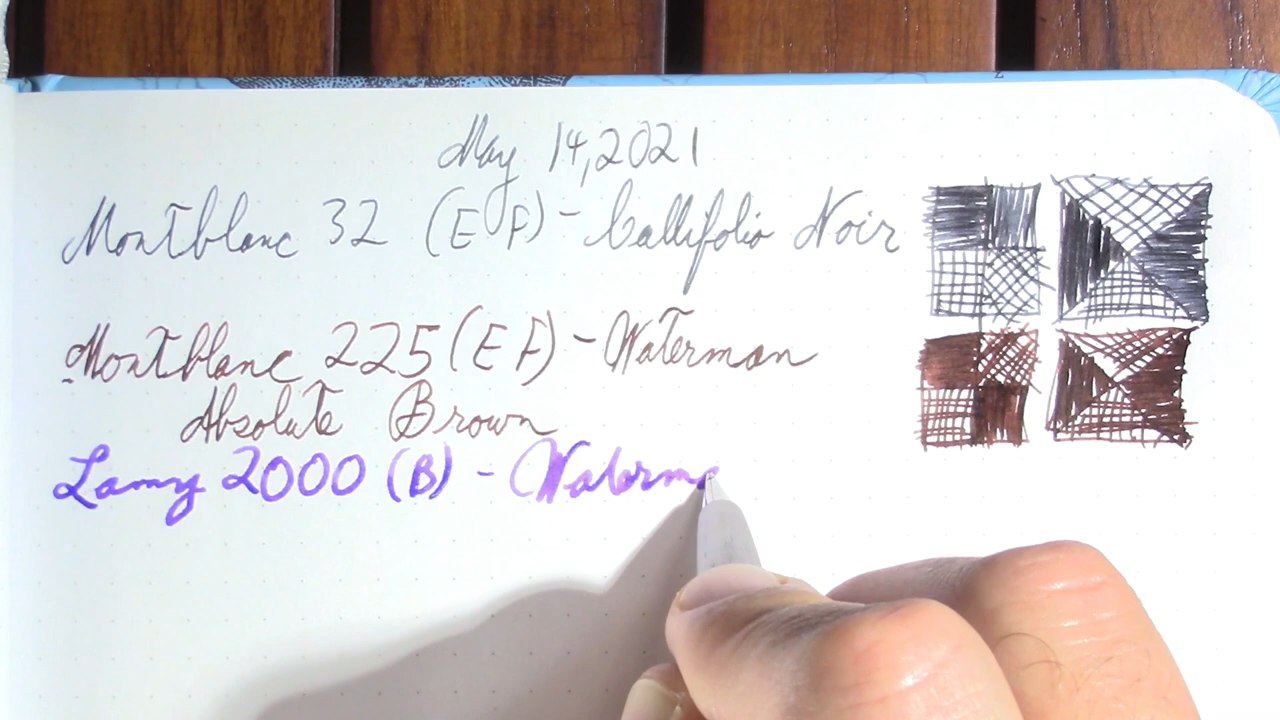 May 14, 2021
Montblanc 32 (EF) - Callifolio Noir
Montblanc 225 (EF) - Waterman
Absolute Brown
Lamy 2000 (B) - Waterma